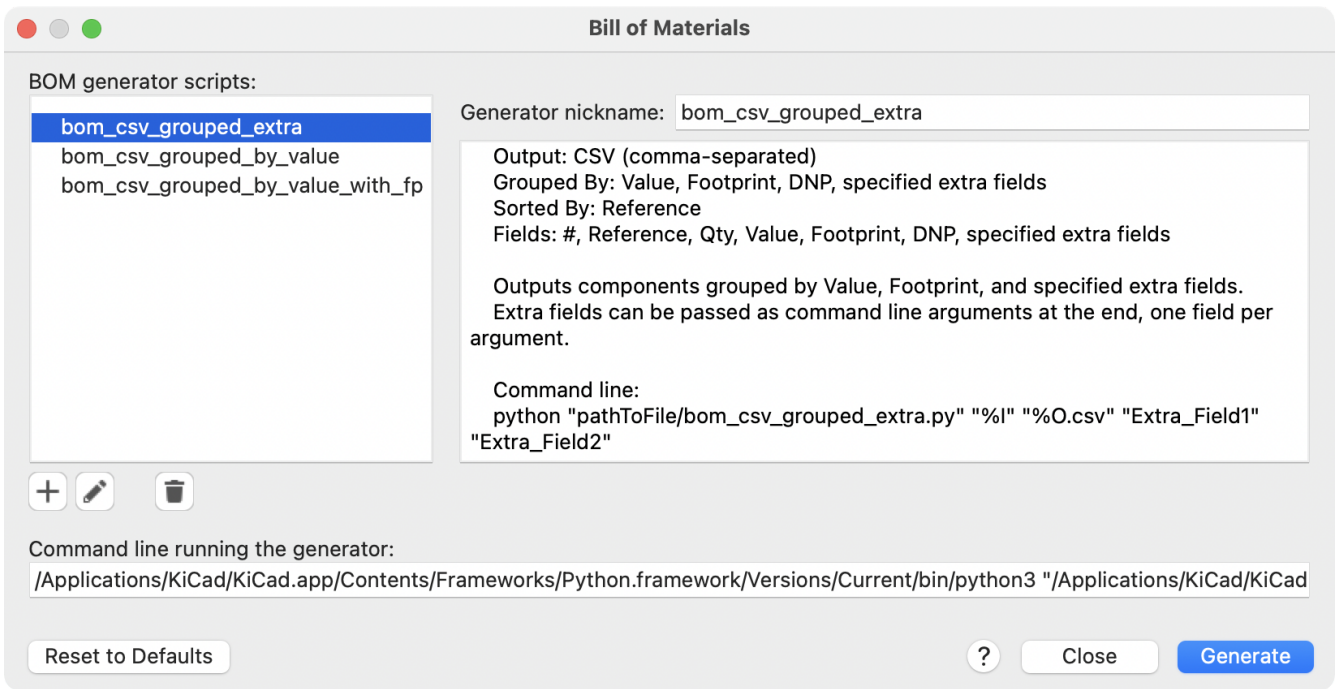 Bill of Materials
BOM generator scripts:
bom_csv_grouped_extra
bom_csv_grouped_by_value
bom_csv_grouped_by_value_with_fp
Generator nickname: bom_csv_grouped_extra
Output: CSV (comma-separated)
Grouped By: Value, Footprint, DNP, specified extra fields
Sorted By: Reference
Fields: #, Reference, Qty, Value, Footprint, DNP, specified extra fields
Outputs components grouped by Value, Footprint, and specified extra fields.
Extra fields can be passed as command line arguments at the end, one field per
argument.
Command line:
python "pathToFile/bom_csv_grouped_extra.py" "%I" "%O.csv" "Extra_Field1"
"Extra_Field2"
Command line running the generator:
/Applications/KiCad/KiCad.app/Contents/Frameworks/Python.framework/Versions/Current/bin/python3 "/Applications/KiCad/KiCad
Reset to Defaults
?
Close
Generate